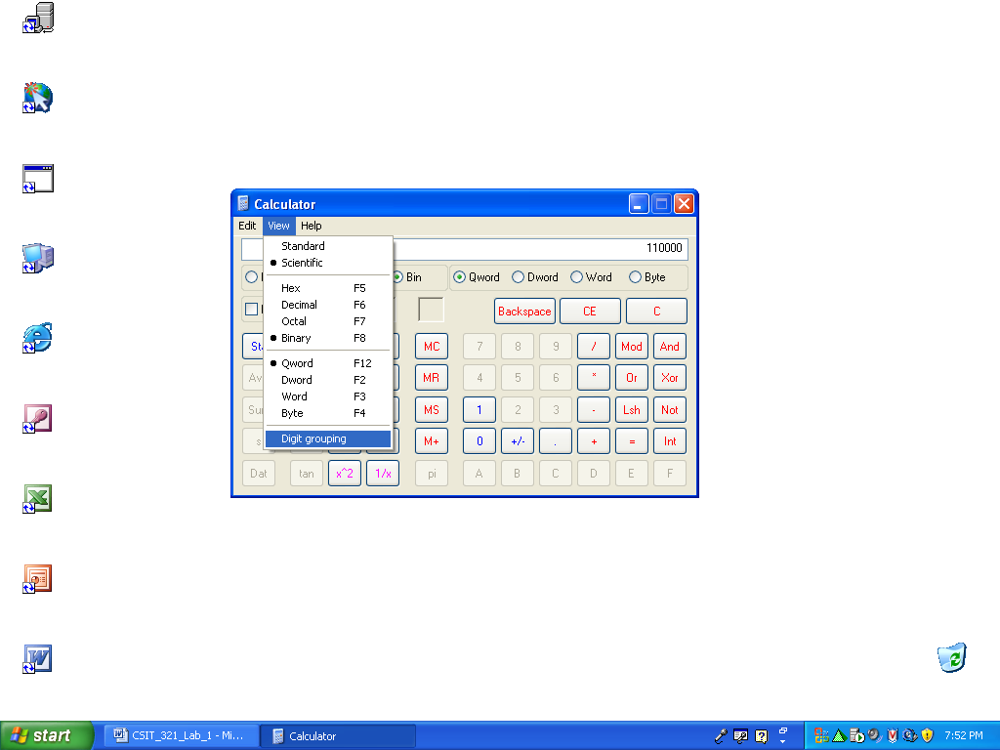 Calculator
Edit View Help
110000
Standard
Scientific
Hex F5
Decimal F6
Octal F7
Binary F8
Qword F12
Dword F2
Word F3
Byte F4
Digit grouping
Bin Qword Dword Word Byte
Backspace CE C
MC 7 8 9 / Mod And
MR 4 5 6 * Or Xor
MS 1 2 3 - Lsh Not
M+ 0 +/- . + = Int
Dat tan x^2 1/x pi A B C D E F
start CSIT_321_Lab_1 - Mi... Calculator 7:52 PM